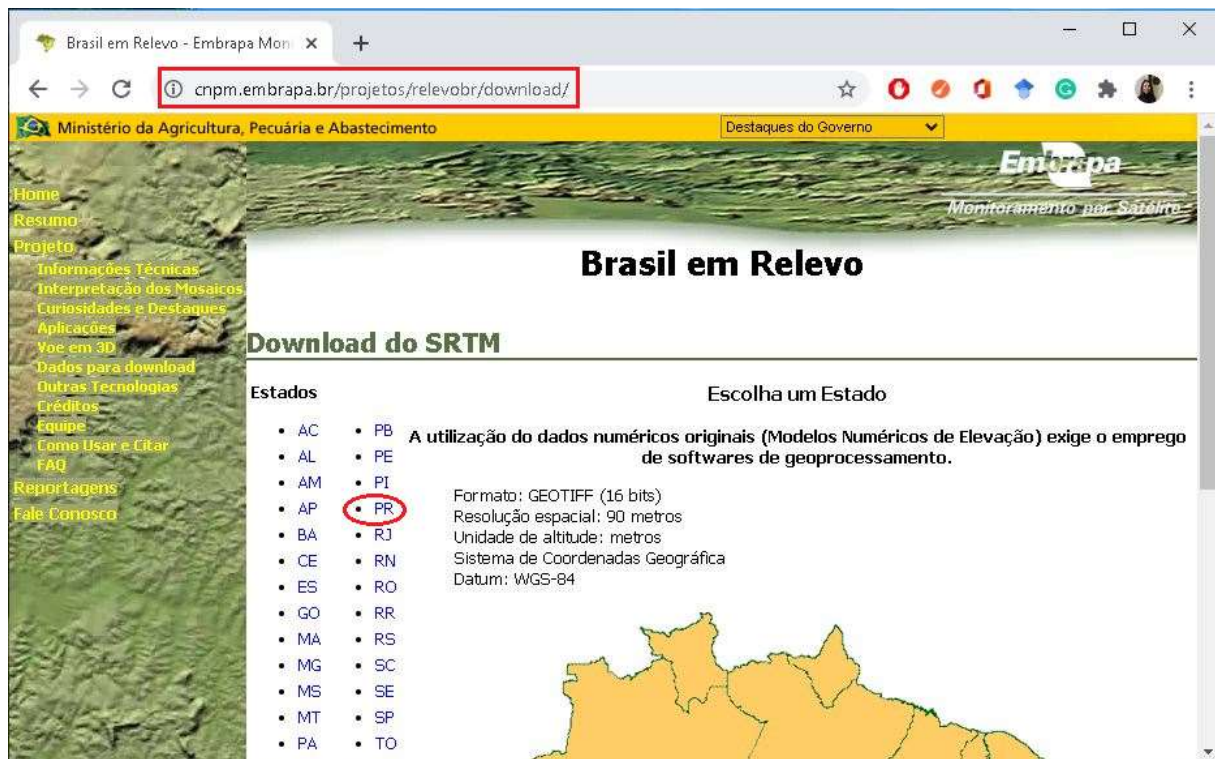 Brasil em Relevo - Embrapa Mon
cnpm.embrapa.br/projetos/relevobr/download/
Ministério da Agricultura, Pecuária e Abastecimento
Destaques do Governo
Embrapa
Monitoramento por Satélite
Home
Resumo
Projeto
Informações Técnicas
Interpretação dos Mosaicos
Curiosidades e Destaques
Aplicações
Voe em 3D
Dados para download
Outras Tecnologias
Créditos
Equipe
Como Usar e Citar
FAQ
Reportagens
Fale Conosco
Brasil em Relevo
Download do SRTM
Estados
AC
AL
AM
AP
BA
CE
ES
GO
MA
MG
MS
MT
PA
PB
PE
PI
PR
RJ
RN
RO
RR
RS
SC
SE
SP
TO
Escolha um Estado
A utilização do dados numéricos originais (Modelos Numéricos de Elevação) exige o emprego
de softwares de geoprocessamento.
Formato: GEOTIFF (16 bits)
Resolução espacial: 90 metros
Unidade de altitude: metros
Sistema de Coordenadas Geográfica
Datum: WGS-84